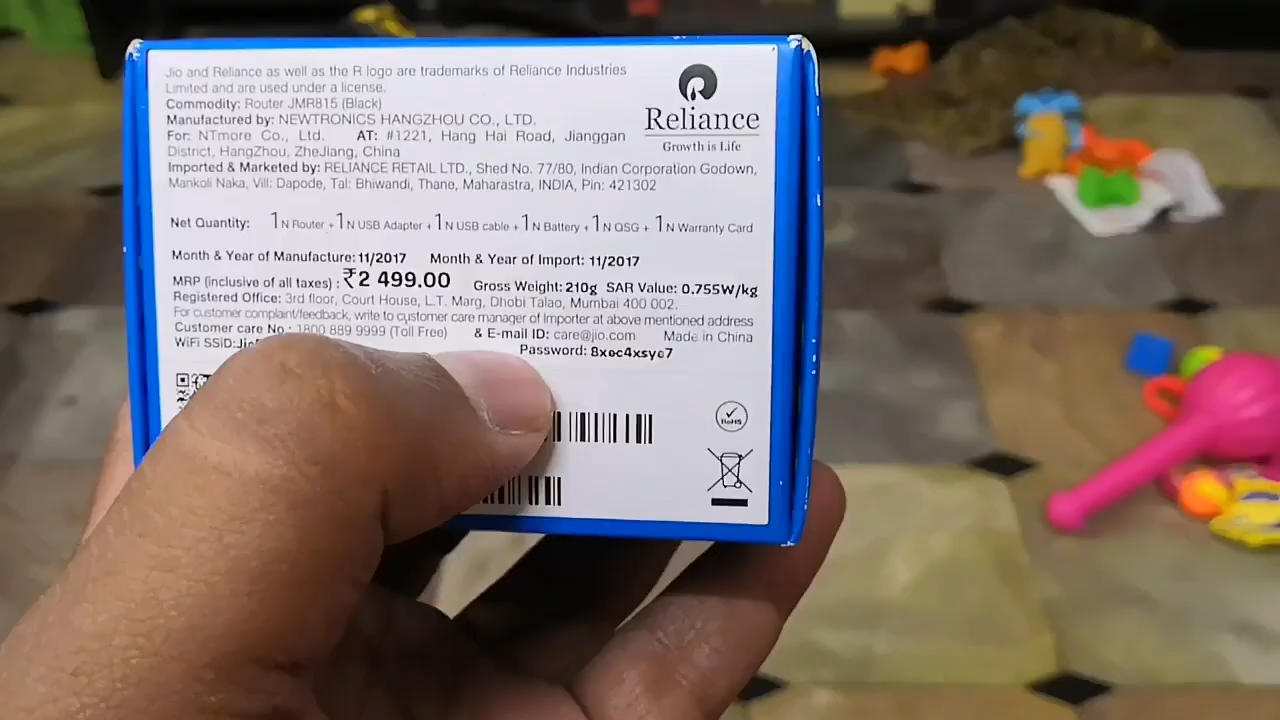 Jio and Reliance as well as the R logo are trademarks of Reliance Industries
Limited and are used under a license.
Commodity: Router JMR815 (Black)
Manufactured by: NEWTRONICS HANGZHOU CO., LTD.
For: NTmore Co., Ltd. AT: #1221, Hang Hai Road, Jianggan
District, HangZhou, ZheJiang, China
Imported & Marketed by: RELIANCE RETAIL LTD., Shed No. 77/80, Indian Corporation Godown,
Mankoli Naka, Vill: Dapode, Tal: Bhiwandi, Thane, Maharastra, INDIA, Pin: 421302
Reliance
Growth is Life
Net Quantity: 1N Router + 1N USB Adapter + 1N USB cable + 1N Battery + 1N QSG + 1N Warranty Card
Month & Year of Manufacture: 11/2017 Month & Year of Import: 11/2017
MRP (inclusive of all taxes) : ₹2 499.00 Gross Weight: 210g SAR Value: 0.755W/kg
Registered Office: 3rd floor, Court House, L.T. Marg, Dhobi Talao, Mumbai 400 002.
For customer complaint/feedback, write to customer care manager of Importer at above mentioned address
Customer care No.: 1800 889 9999 (Toll Free) & E-mail ID: care@jio.com Made in China
WiFi SSID: Password:
RoHS